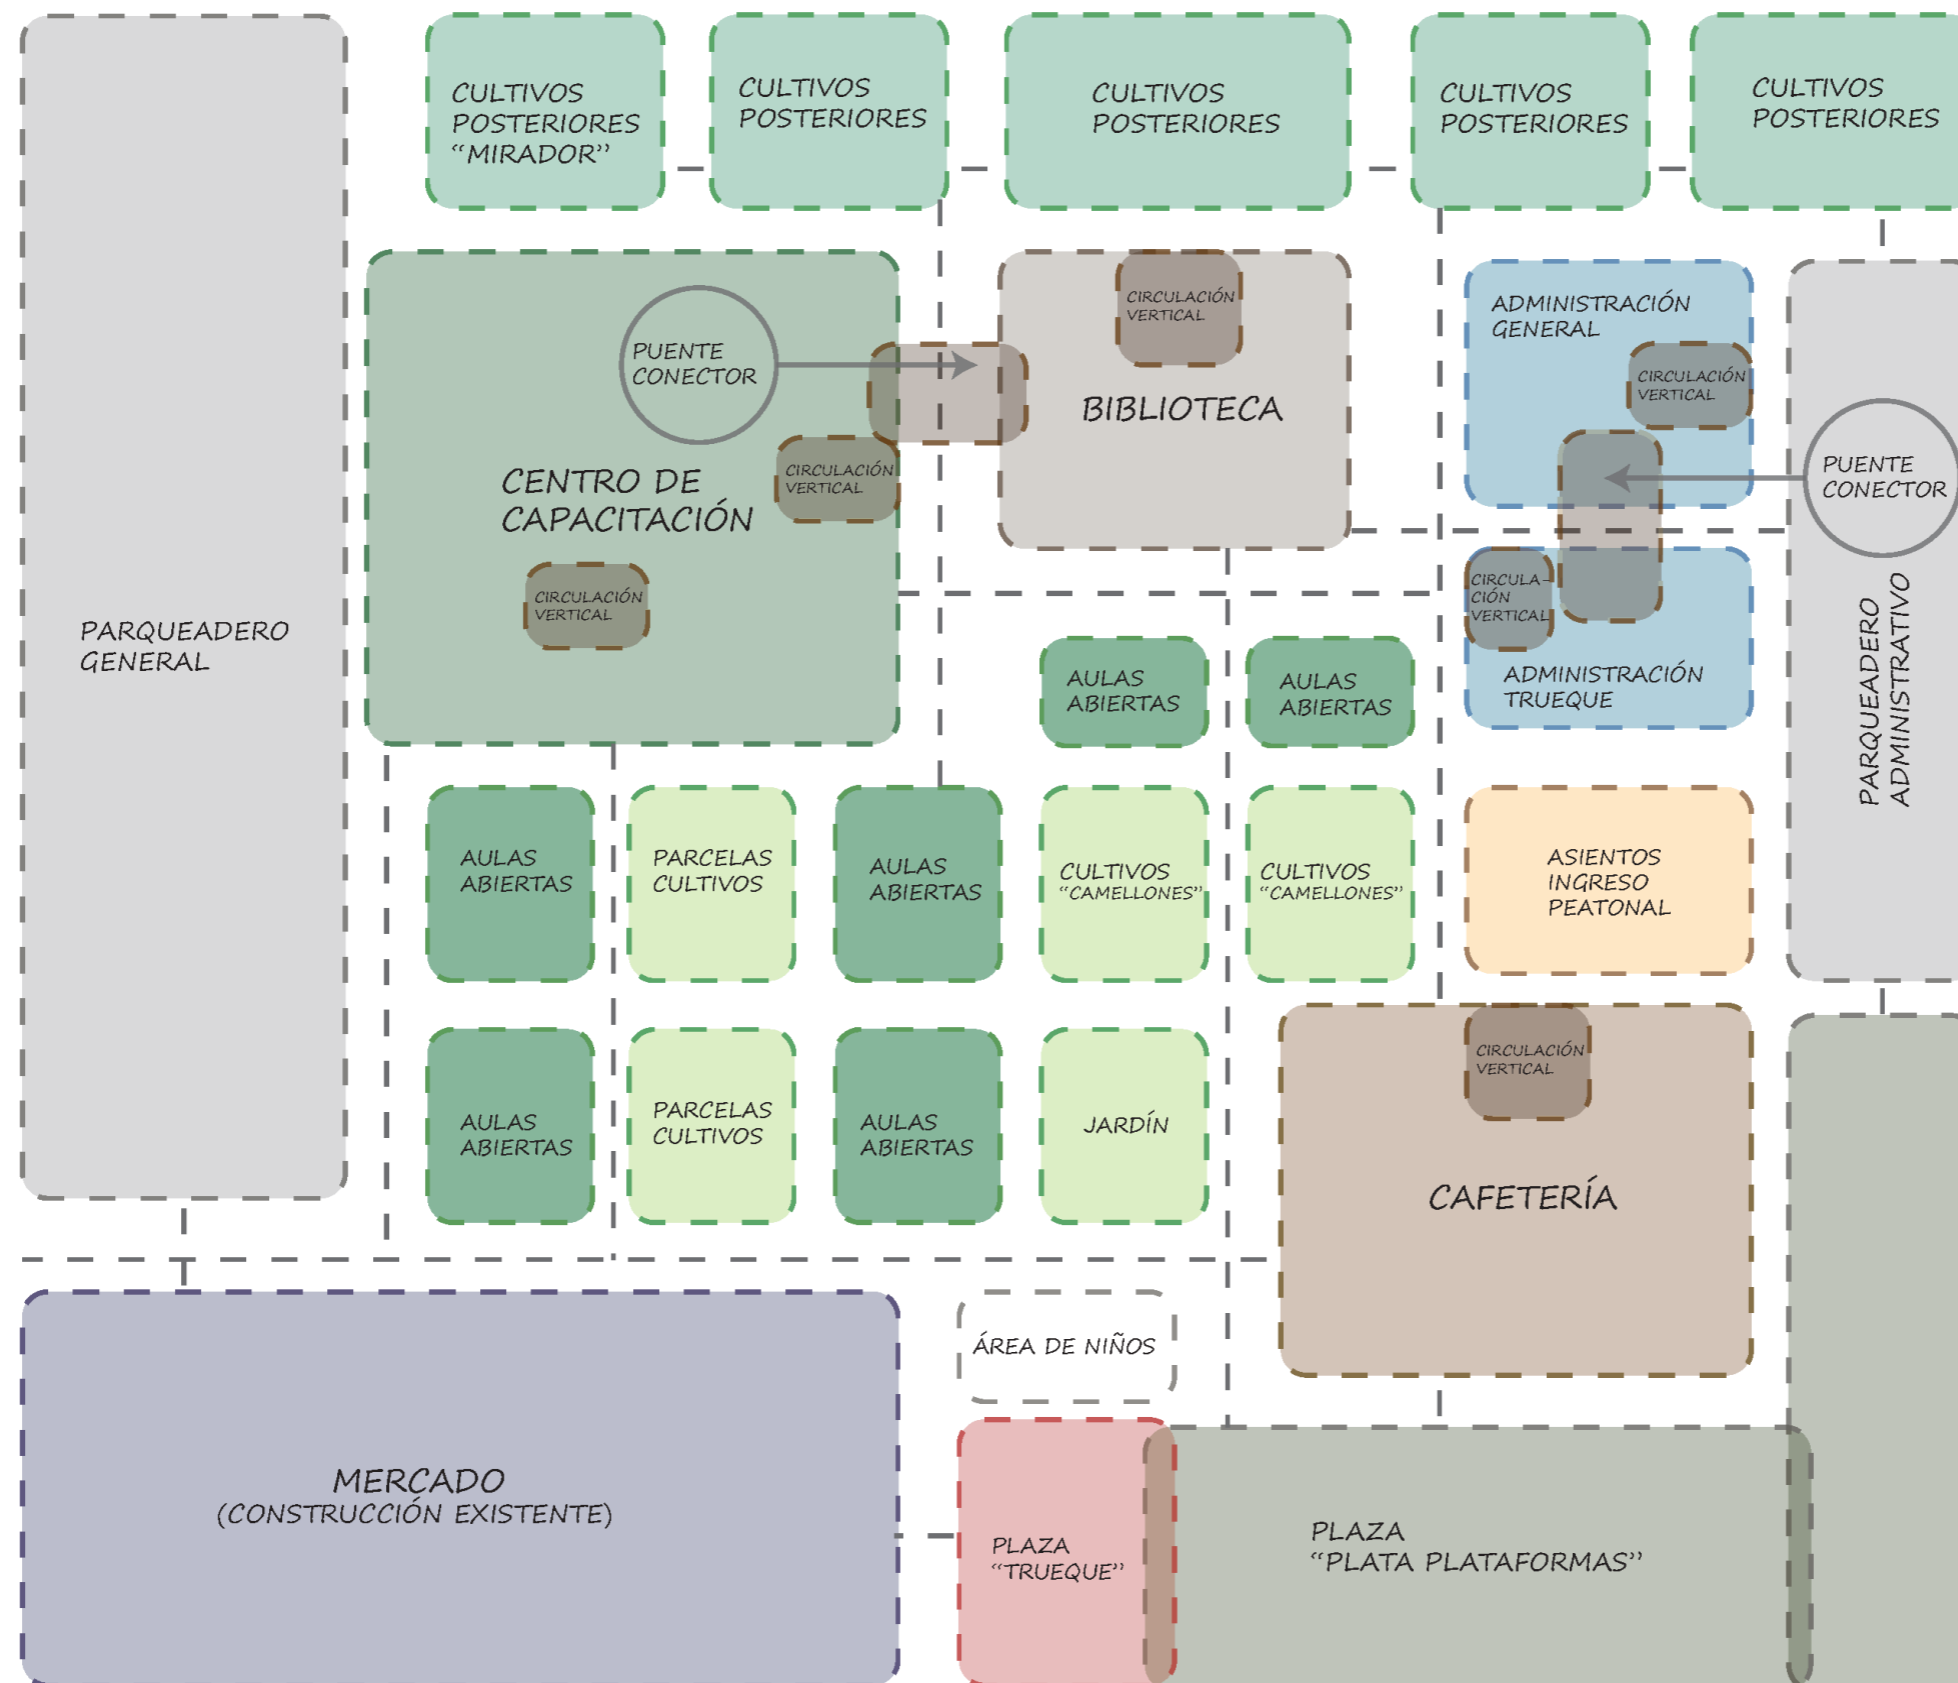 CULTIVOS
POSTERIORES
“MIRADOR”
CULTIVOS
POSTERIORES
CULTIVOS
POSTERIORES
CULTIVOS
POSTERIORES
CULTIVOS
POSTERIORES
PUENTE
CONECTOR
CIRCULACIÓN
VERTICAL
CENTRO DE
CAPACITACIÓN
CIRCULACIÓN
VERTICAL
CIRCULACIÓN
VERTICAL
BIBLIOTECA
ADMINISTRACIÓN
GENERAL
CIRCULACIÓN
VERTICAL
PUENTE
CONECTOR
CIRCULA-
CIÓN
VERTICAL
ADMINISTRACIÓN
TRUEQUE
PARQUEADERO
ADMINISTRATIVO
PARQUEADERO
GENERAL
AULAS
ABIERTAS
AULAS
ABIERTAS
AULAS
ABIERTAS
PARCELAS
CULTIVOS
AULAS
ABIERTAS
CULTIVOS
“CAMELLONES”
CULTIVOS
“CAMELLONES”
ASIENTOS
INGRESO
PEATONAL
AULAS
ABIERTAS
PARCELAS
CULTIVOS
AULAS
ABIERTAS
JARDÍN
CIRCULACIÓN
VERTICAL
CAFETERÍA
ÁREA DE NIÑOS
MERCADO
(CONSTRUCCIÓN EXISTENTE)
PLAZA
“TRUEQUE”
PLAZA
“PLATA PLATAFORMAS”